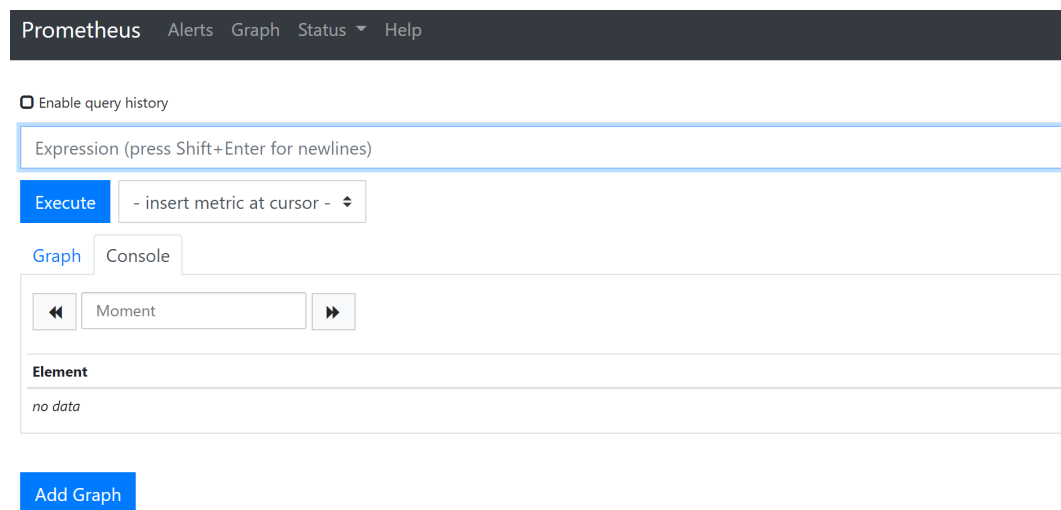 Prometheus Alerts Graph Status Help
Enable query history
Expression (press Shift+Enter for newlines)
Execute - insert metric at cursor -
Graph Console
Moment
Element
no data
Add Graph